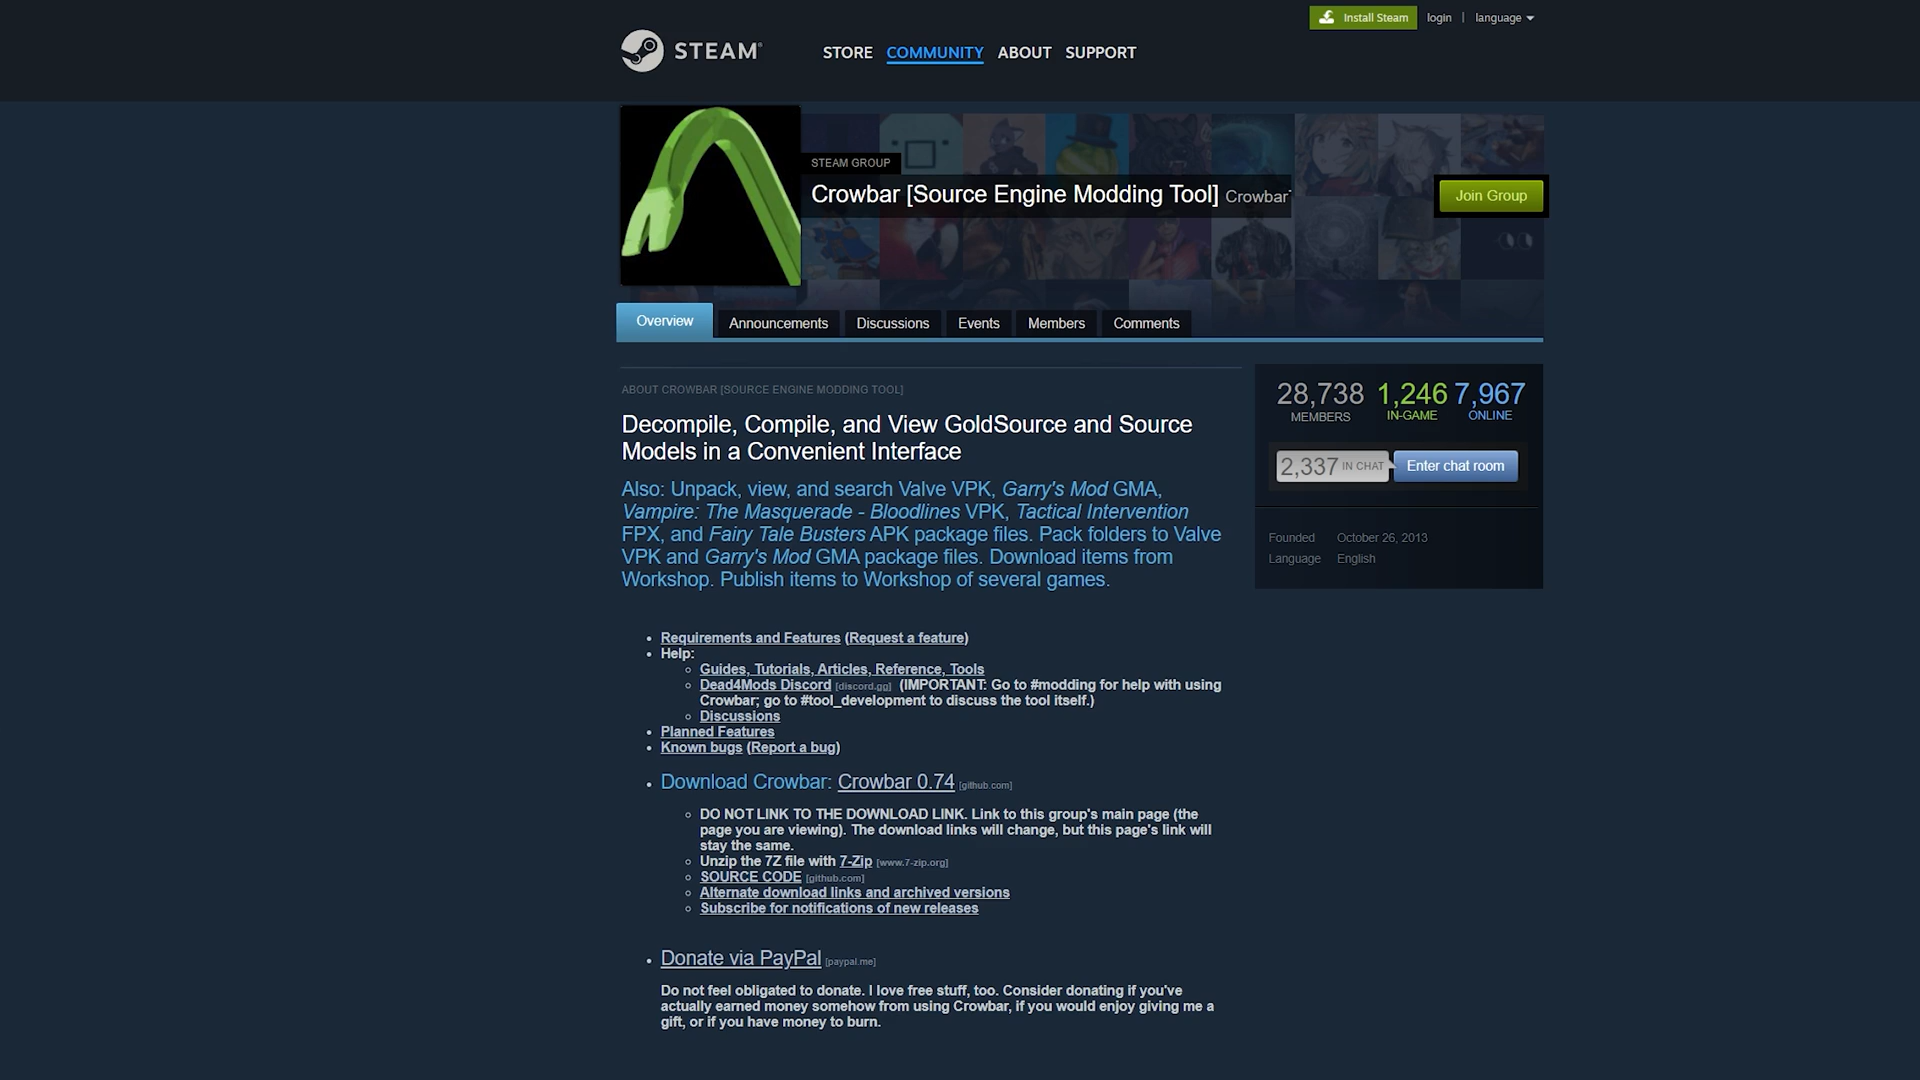 Install Steam login | language
STEAM® STORE COMMUNITY ABOUT SUPPORT
STEAM GROUP
Crowbar [Source Engine Modding Tool] Crowbar
Join Group
Overview Announcements Discussions Events Members Comments
ABOUT CROWBAR [SOURCE ENGINE MODDING TOOL]
Decompile, Compile, and View GoldSource and Source
Models in a Convenient Interface
Also: Unpack, view, and search Valve VPK, Garry's Mod GMA,
Vampire: The Masquerade - Bloodlines VPK, Tactical Intervention
FPX, and Fairy Tale Busters APK package files. Pack folders to Valve
VPK and Garry's Mod GMA package files. Download items from
Workshop. Publish items to Workshop of several games.
Requirements and Features (Request a feature)
Help:
Guides, Tutorials, Articles, Reference, Tools
Dead4Mods Discord [discord.gg] (IMPORTANT: Go to #modding for help with using
Crowbar; go to #tool_development to discuss the tool itself.)
Discussions
Planned Features
Known bugs (Report a bug)
Download Crowbar: Crowbar 0.74 [github.com]
DO NOT LINK TO THE DOWNLOAD LINK. Link to this group's main page (the
page you are viewing). The download links will change, but this page's link will
stay the same.
Unzip the 7Z file with 7-Zip [www.7-zip.org]
SOURCE CODE [github.com]
Alternate download links and archived versions
Subscribe for notifications of new releases
Donate via PayPal [paypal.me]
Do not feel obligated to donate. I love free stuff, too. Consider donating if you've
actually earned money somehow from using Crowbar, if you would enjoy giving me a
gift, or if you have money to burn.
28,738 1,246 7,967
MEMBERS IN-GAME ONLINE
2,337 IN CHAT Enter chat room
Founded October 26, 2013
Language English